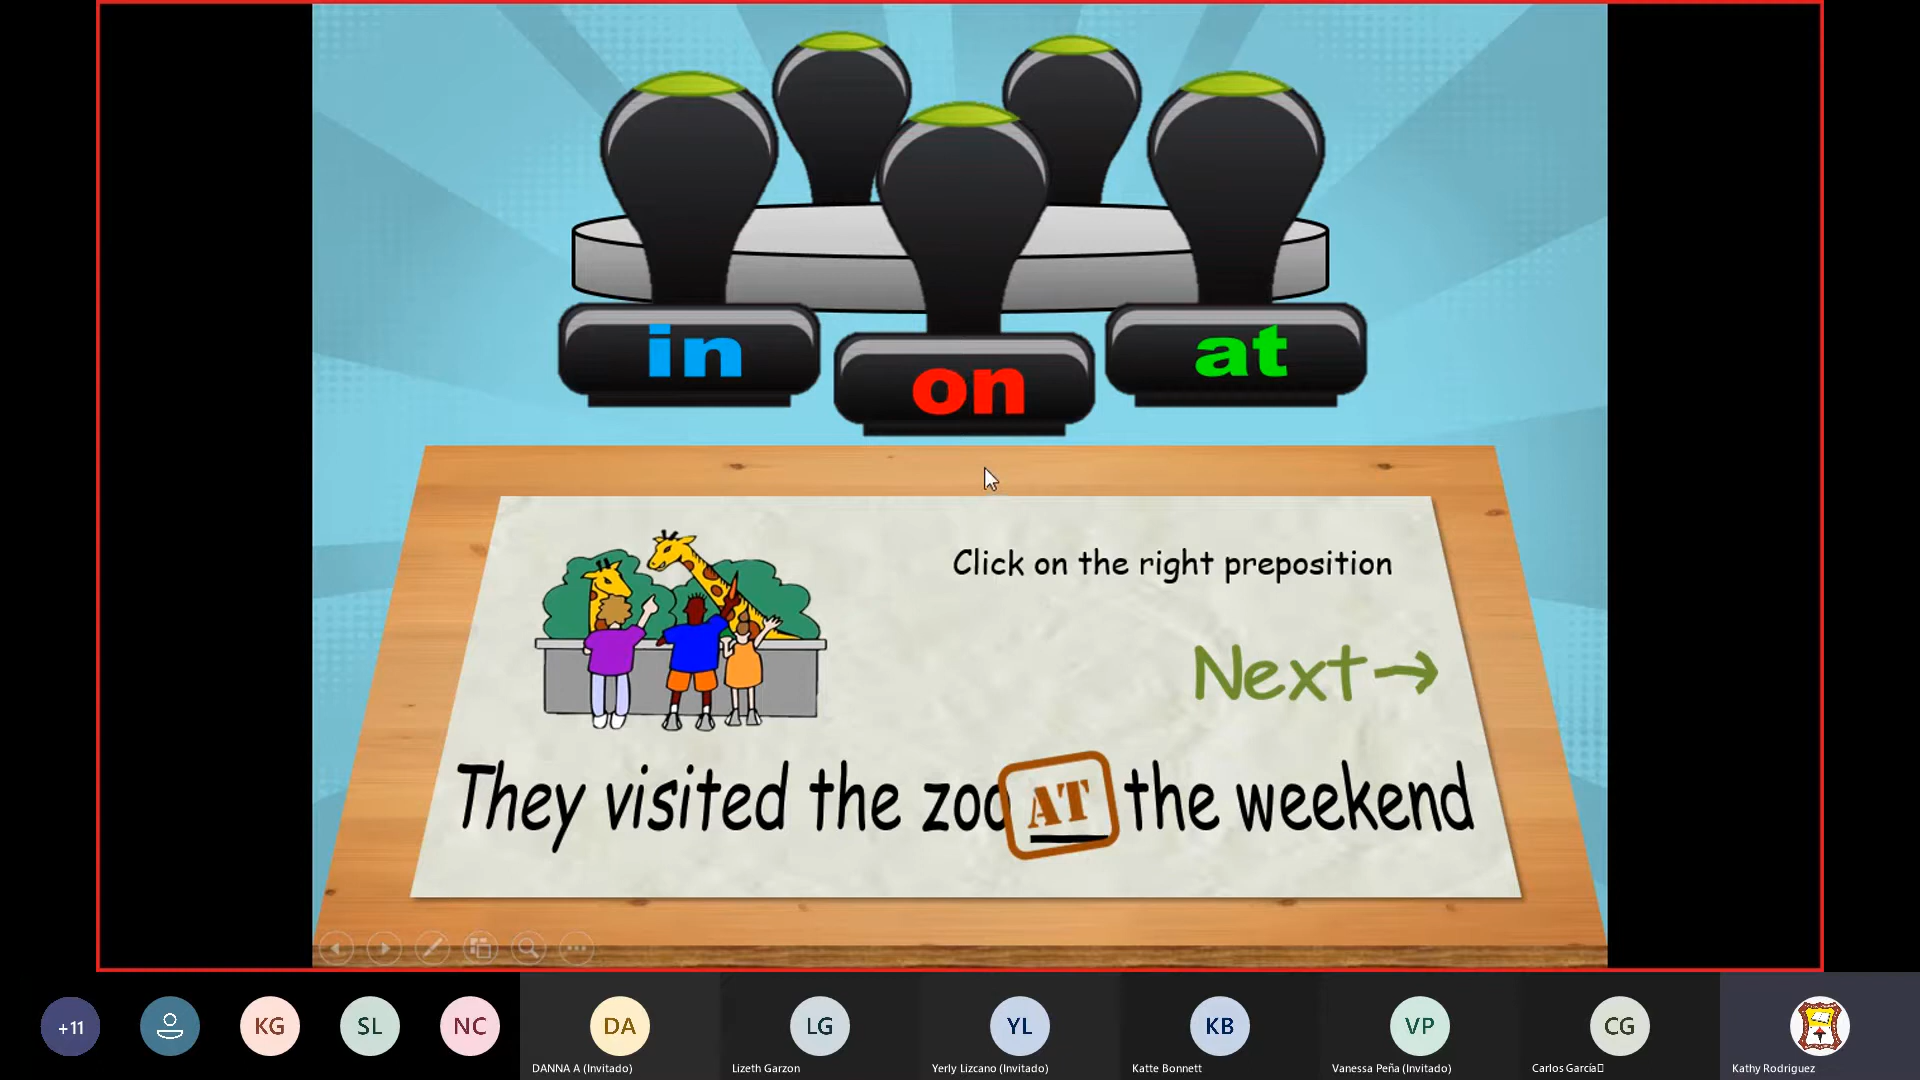 in
on
at
Click on the right preposition
Next→
They visited the zoo AT the weekend
+11
KG
SL
NC
DA
LG
YL
KB
VP
CG
DANNA A (Invitado)
Lizeth Garzon
Yerly Lizcano (Invitado)
Katte Bonnett
Vanessa Peña (Invitado)
Carlos García
Kathy Rodriguez